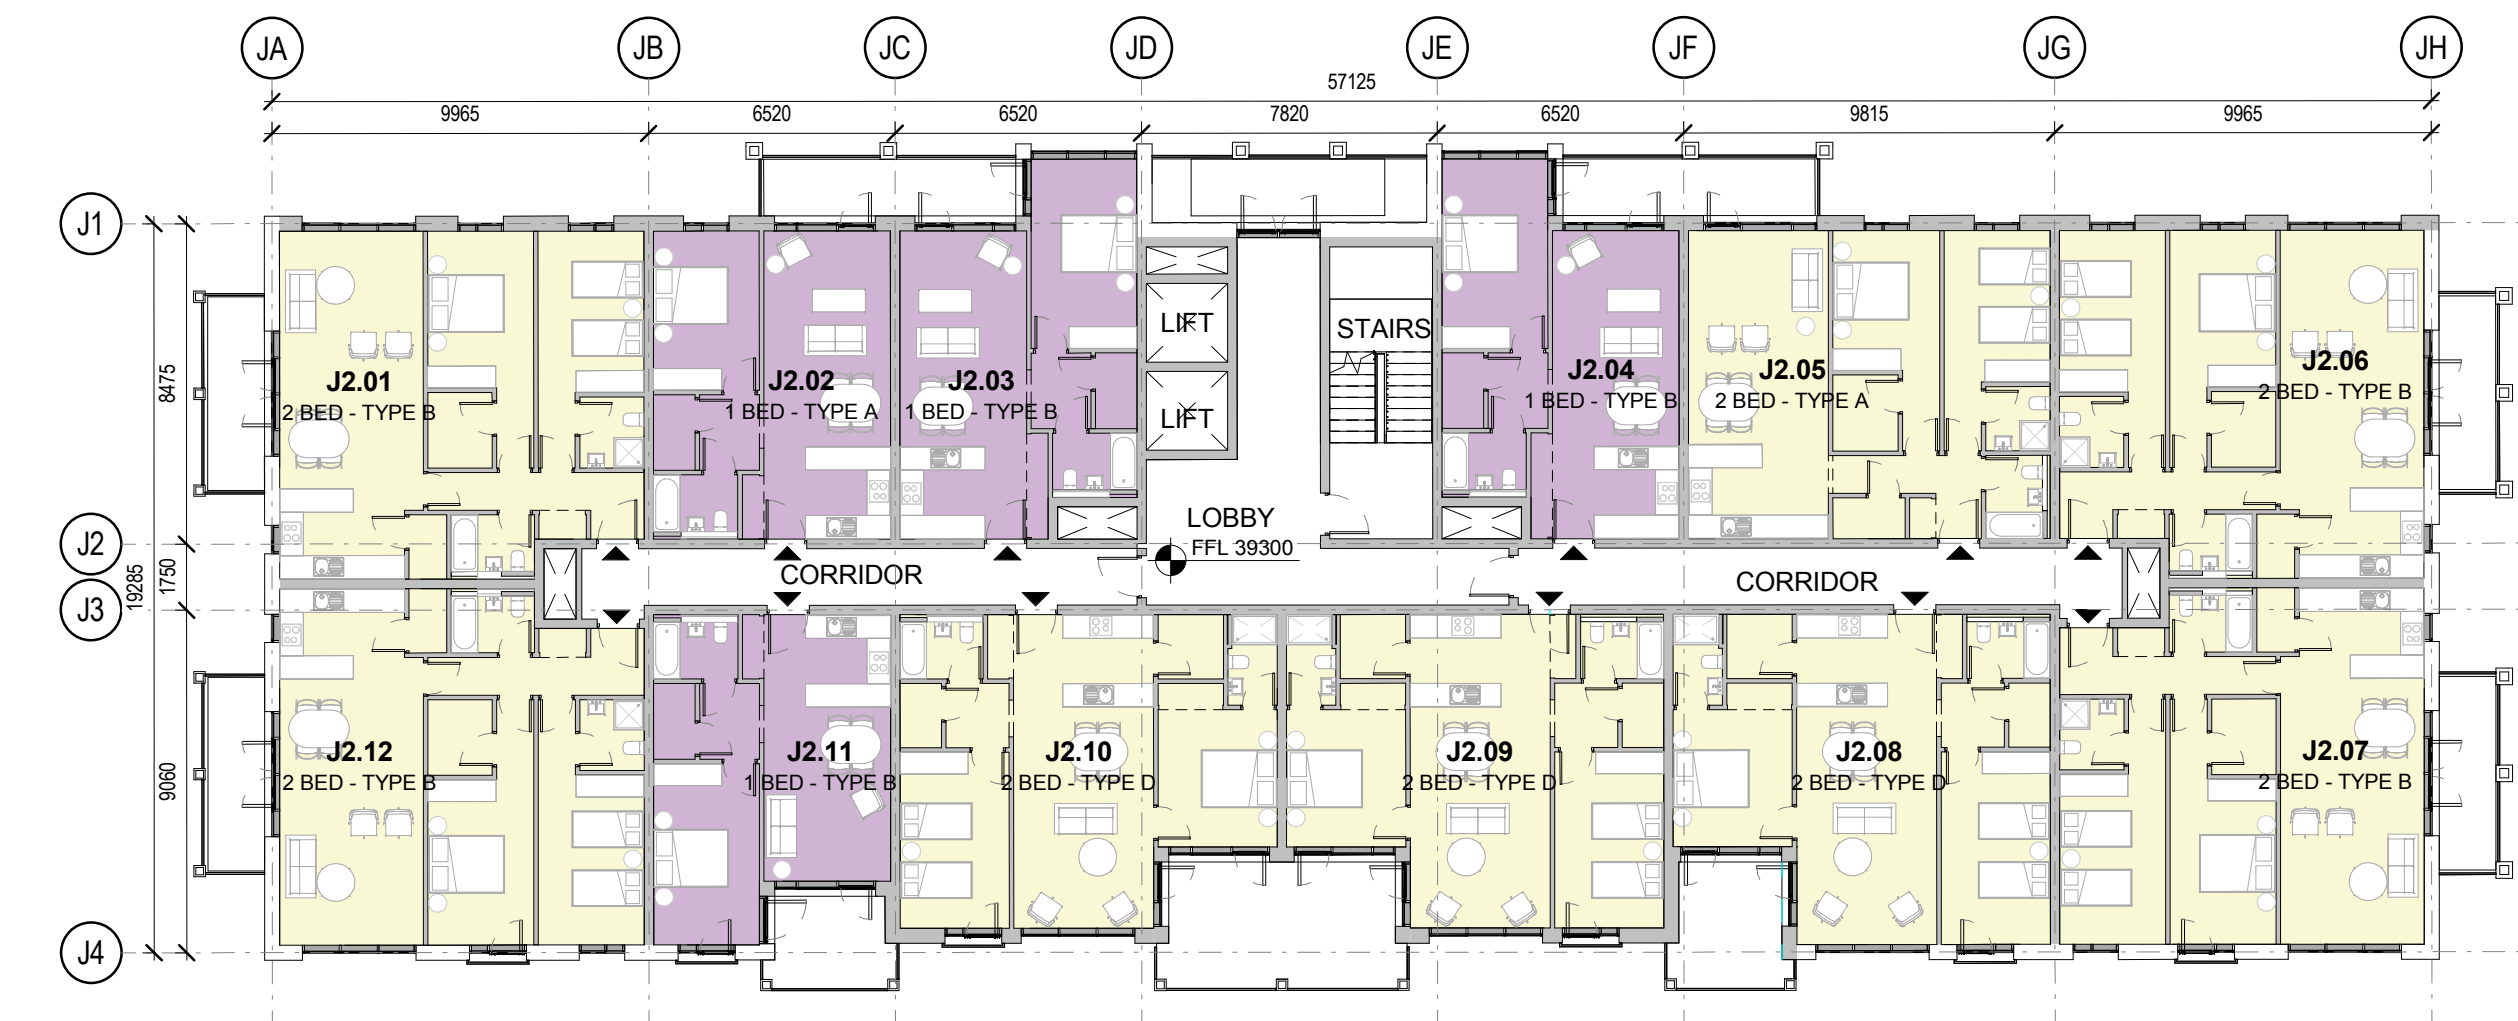 JA JB JC JD JE JF JG JH
57125
9965 6520 6520 7820 6520 9815 9965
J1
J2
J3
J4
8475
19285
1750
9060
LIFT
LIFT
STAIRS
J2.01
2 BED - TYPE B
J2.02
1 BED - TYPE A
J2.03
1 BED - TYPE B
J2.04
1 BED - TYPE B
J2.05
2 BED - TYPE A
J2.06
2 BED - TYPE B
LOBBY
FFL 39300
CORRIDOR
CORRIDOR
J2.12
2 BED - TYPE B
J2.11
1 BED - TYPE B
J2.10
2 BED - TYPE D
J2.09
2 BED - TYPE D
J2.08
2 BED - TYPE D
J2.07
2 BED - TYPE B